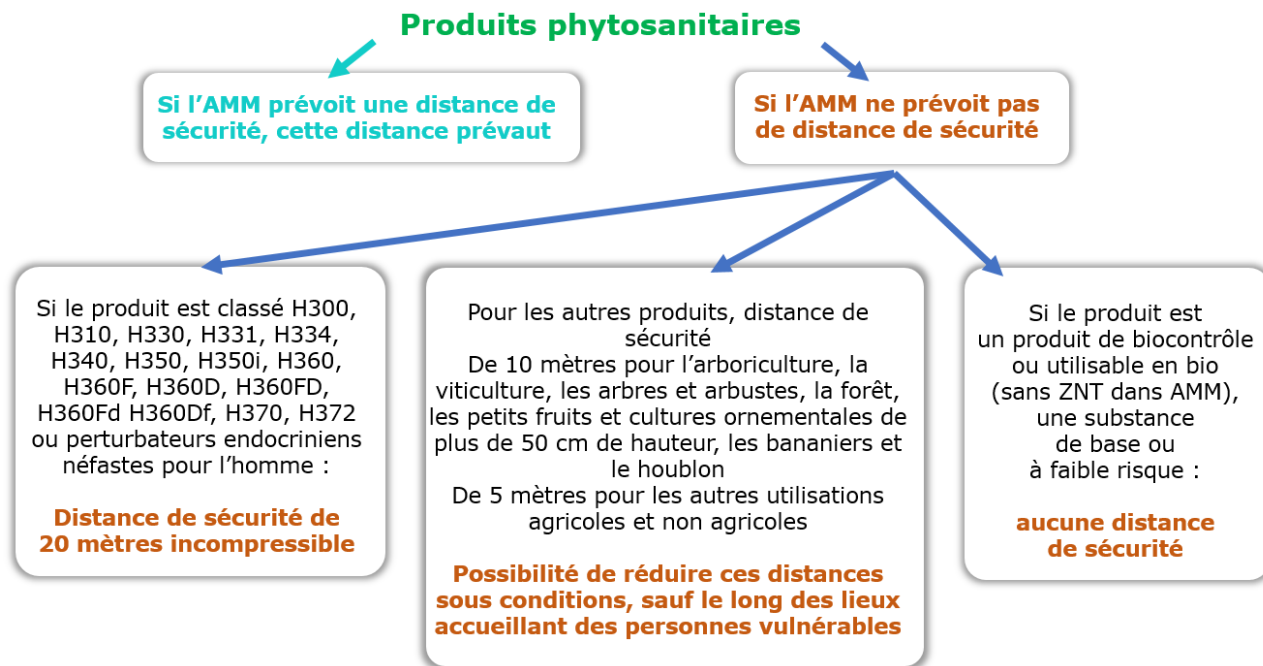 Produits phytosanitaires
Si l’AMM prévoit une distance de
sécurité, cette distance prévaut
Si l’AMM ne prévoit pas
de distance de sécurité
Si le produit est classé H300,
H310, H330, H331, H334,
H340, H350, H350i, H360,
H360F, H360D, H360FD,
H360Fd H360Df, H370, H372
ou perturbateurs endocriniens
néfastes pour l’homme :
Distance de sécurité de
20 mètres incompressible
Pour les autres produits, distance de
sécurité
De 10 mètres pour l’arboriculture, la
viticulture, les arbres et arbustes, la forêt,
les petits fruits et cultures ornementales de
plus de 50 cm de hauteur, les bananiers et
le houblon
De 5 mètres pour les autres utilisations
agricoles et non agricoles
Possibilité de réduire ces distances
sous conditions, sauf le long des lieux
accueillant des personnes vulnérables
Si le produit est
un produit de biocontrôle
ou utilisable en bio
(sans ZNT dans AMM),
une substance
de base ou
à faible risque :
aucune distance
de sécurité